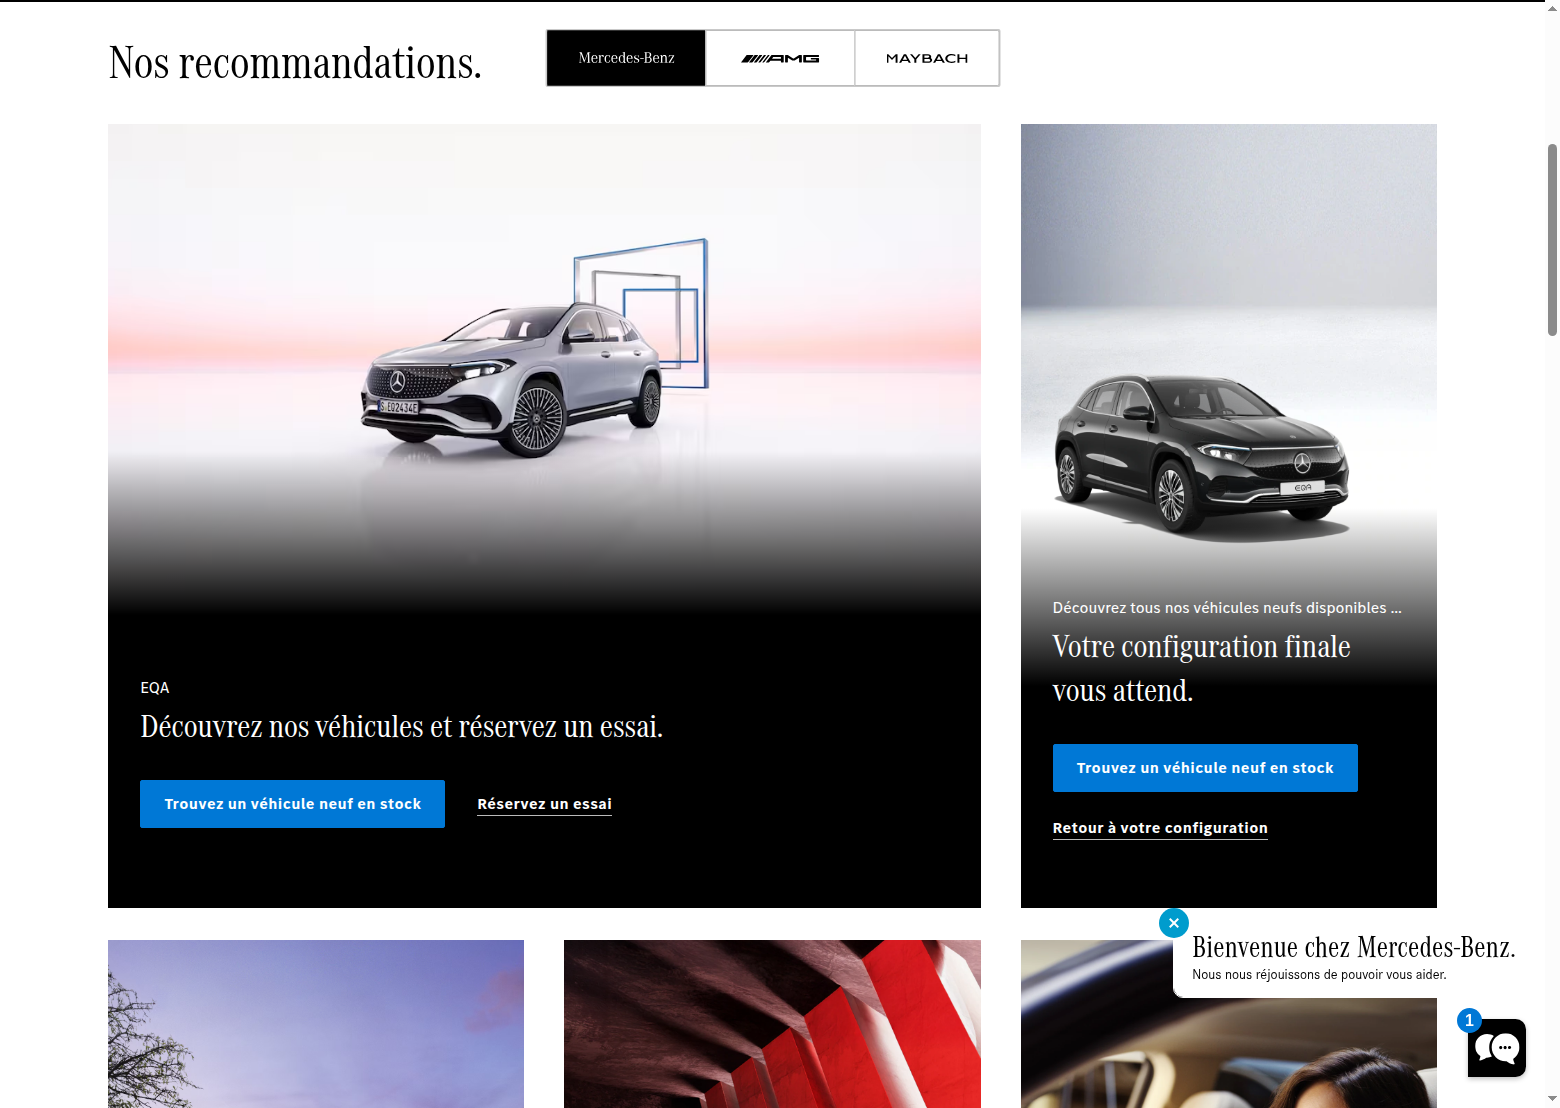 Nos recommandations.
Mercedes-Benz
AMG
MAYBACH
S·EQ2434E
EQA
EQA
Découvrez nos véhicules et réservez un essai.
Trouvez un véhicule neuf en stock
Réservez un essai
Découvrez tous nos véhicules neufs disponibles ...
Votre configuration finale
vous attend.
Trouvez un véhicule neuf en stock
Retour à votre configuration
Bienvenue chez Mercedes-Benz.
Nous nous réjouissons de pouvoir vous aider.
1